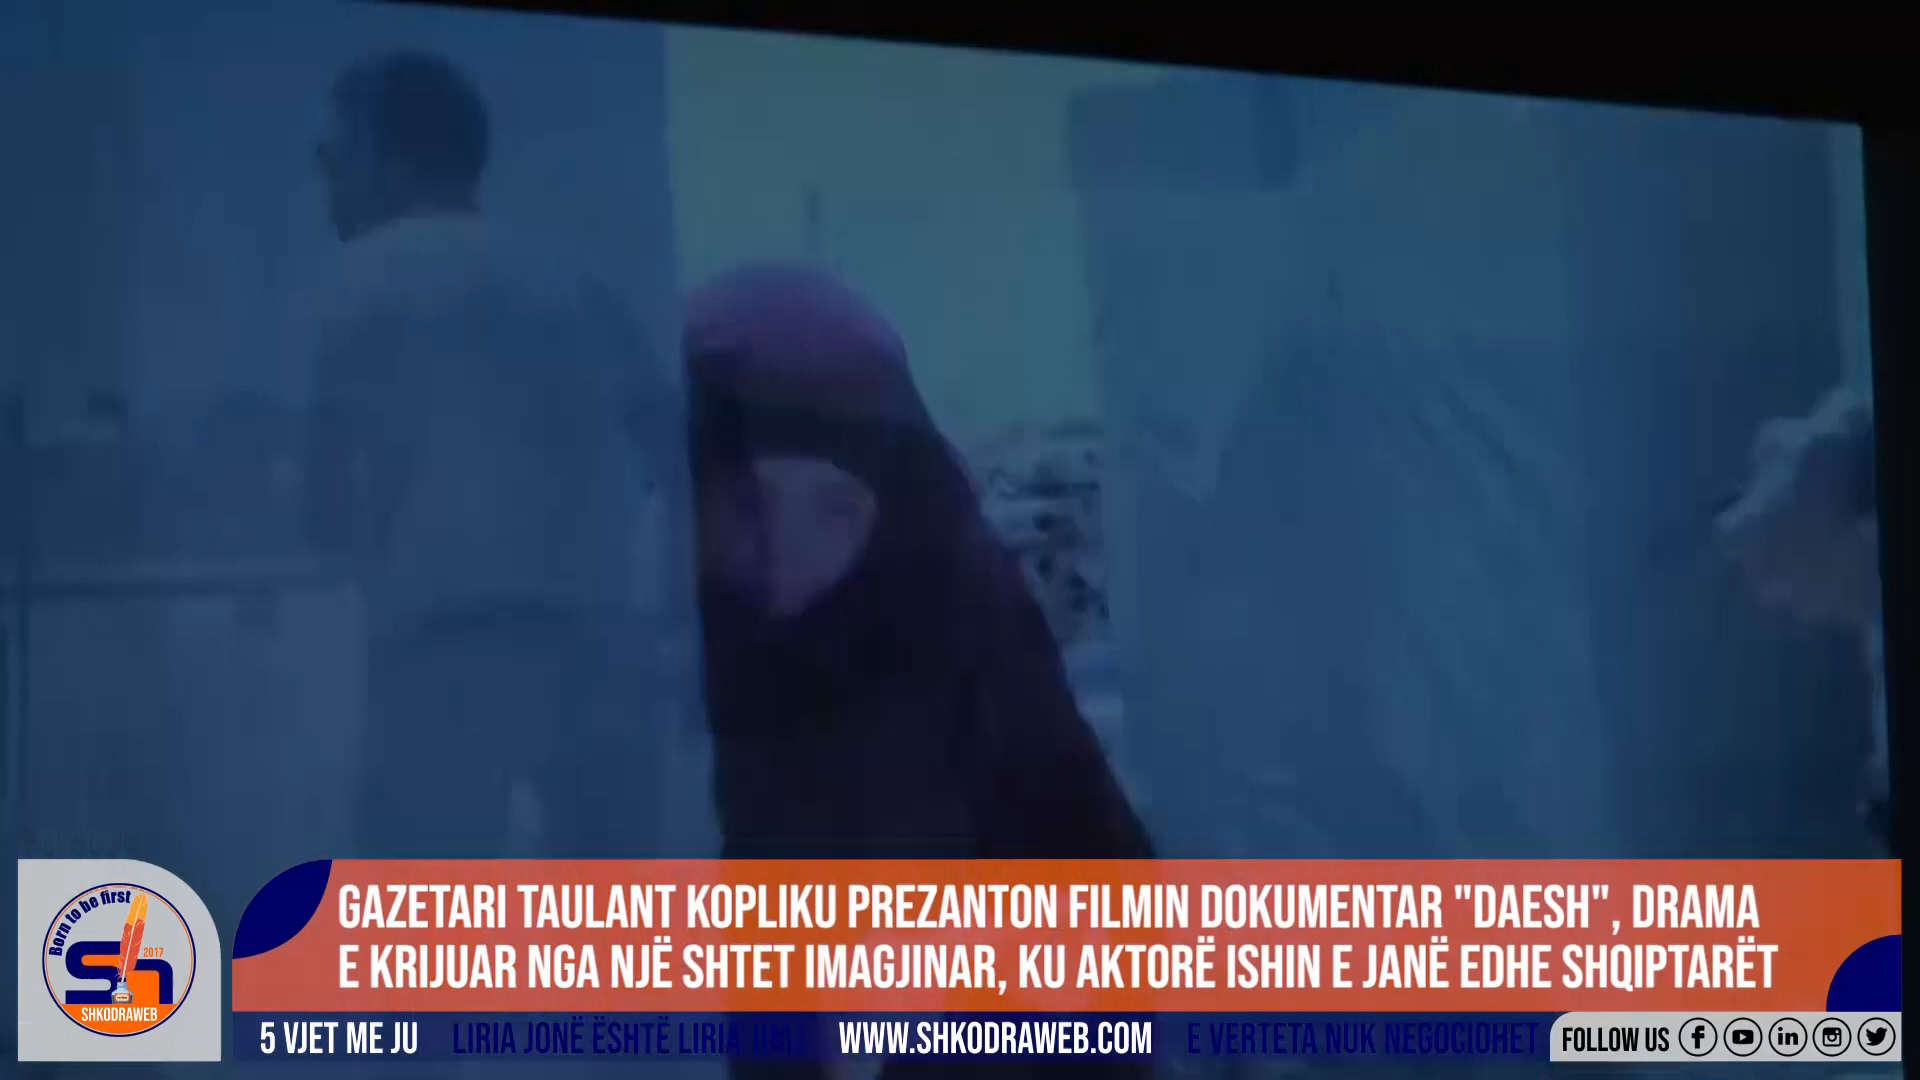 GAZETARI TAULANT KOPLIKU PREZANTON FILMIN DOKUMENTAR "DAESH", DRAMA
E KRIJUAR NGA NJË SHTET IMAGJINAR, KU AKTORË ISHIN E JANË EDHE SHQIPTARËT
Born to be first
2017
sh
SHKODRAWEB
5 VJET ME JU LIRIA JONË ËSHTË LIRIA WWW.SHKODRAWEB.COM E VERTETA NUK NEGOCIOHET FOLLOW US